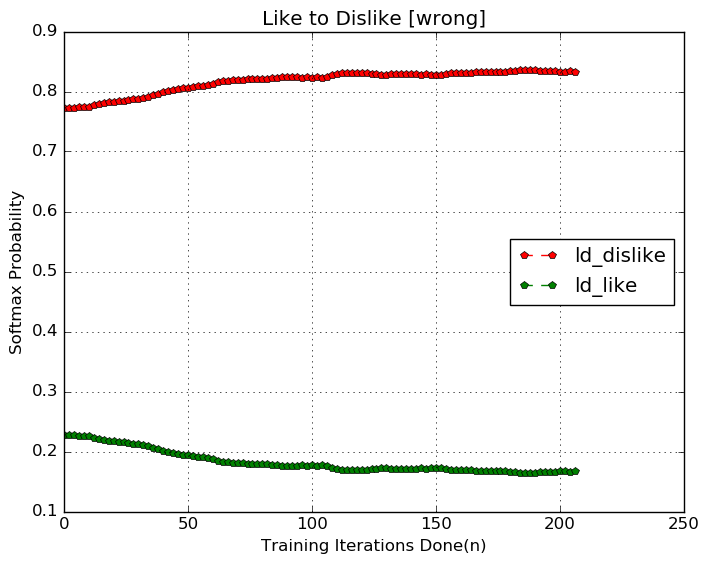 Like to Dislike [wrong]
0.9
0.8
0.7
0.6
0.5
0.4
0.3
0.2
0.1
Softmax Probability
ld_dislike
ld_like
0 50 100 150 200 250
Training Iterations Done(n)